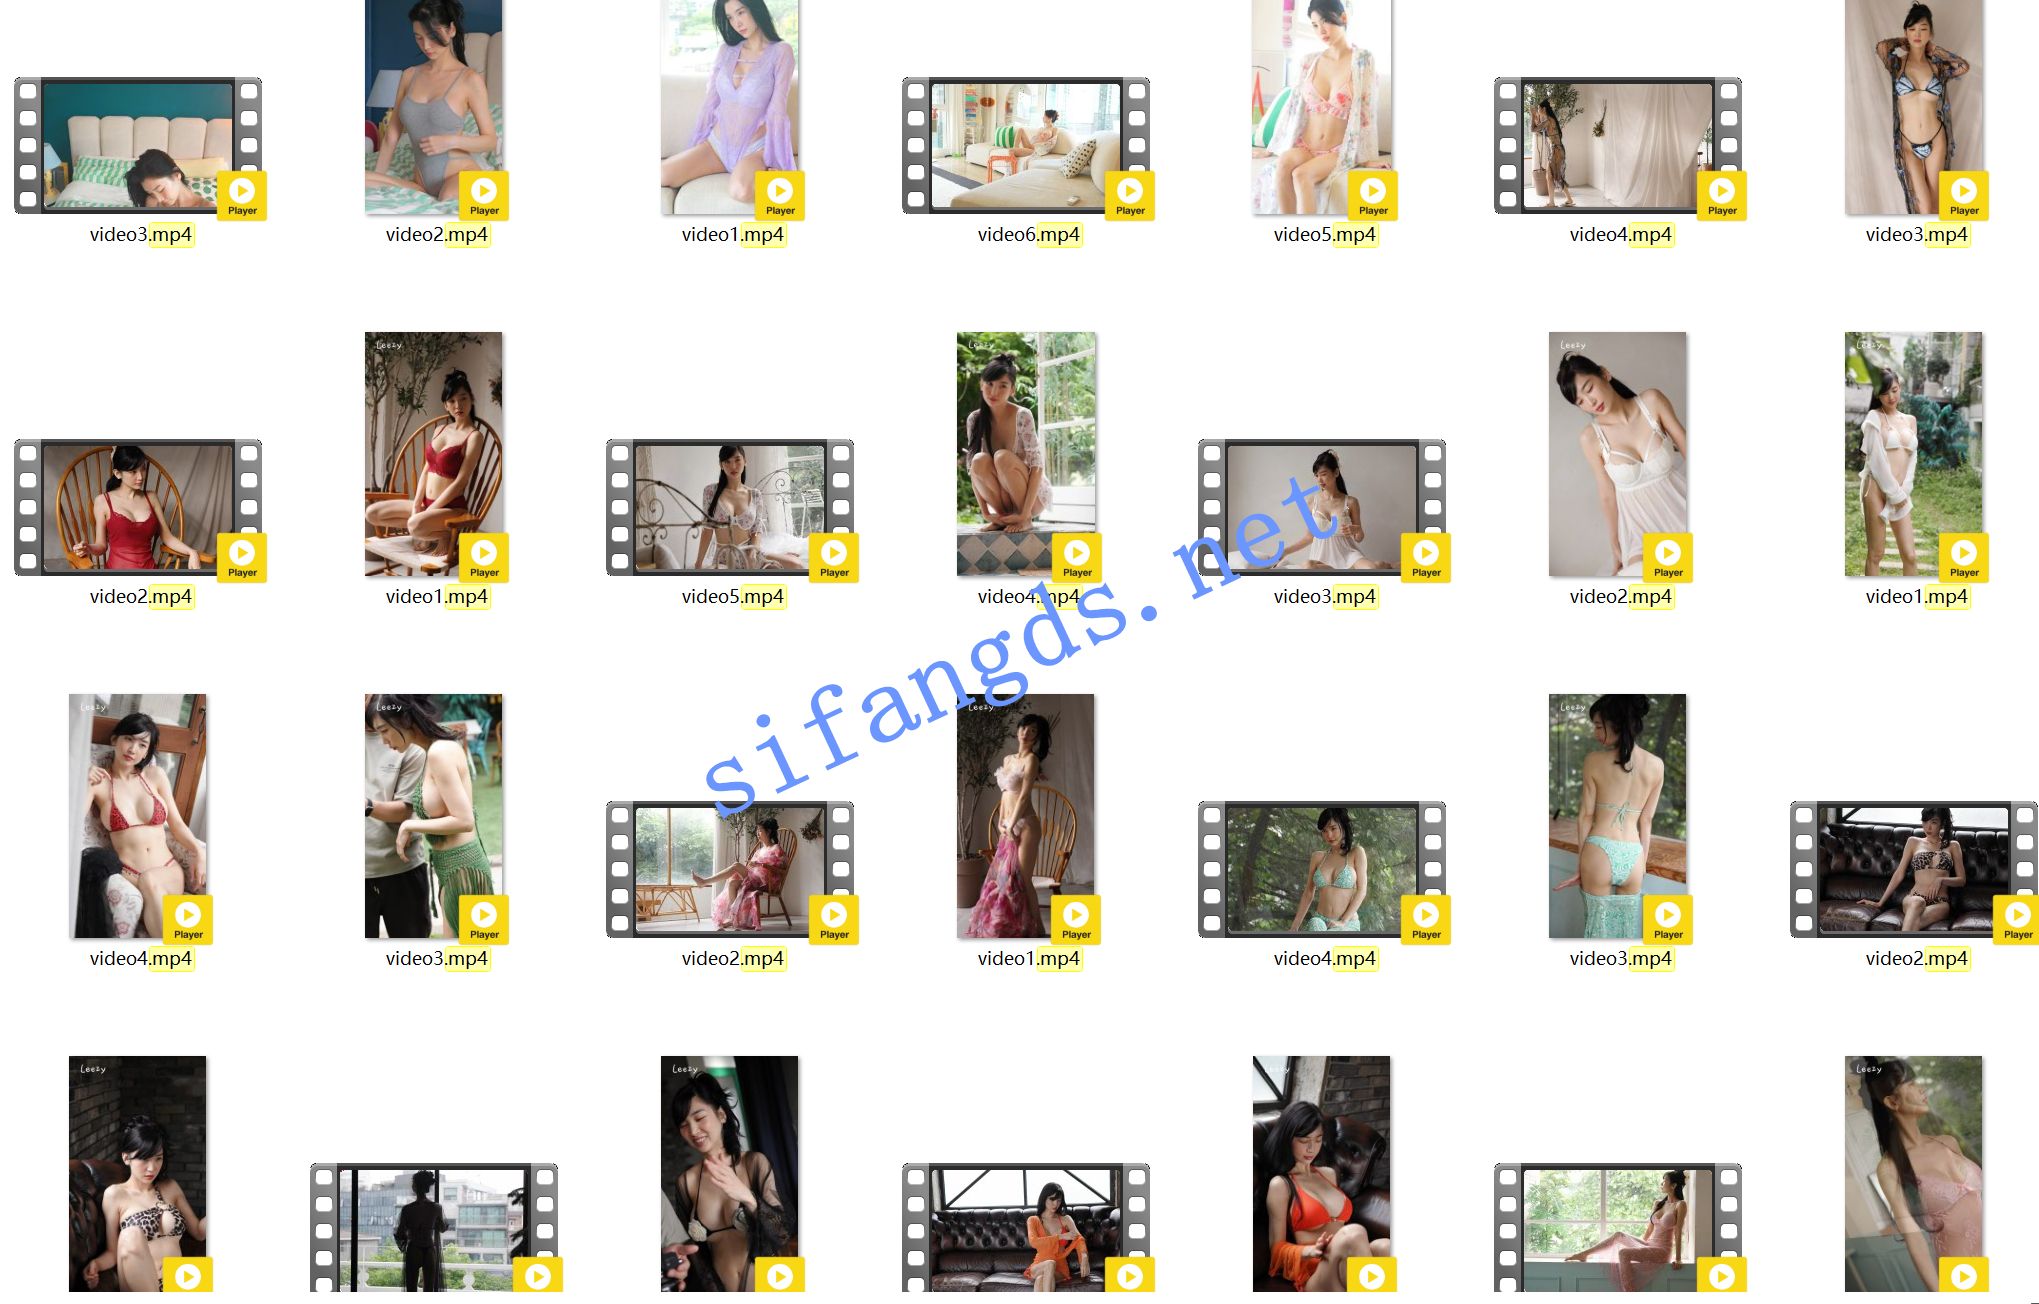 Player Player Player Player Player Player Player
video3.mp4 video2.mp4 video1.mp4 video6.mp4 video5.mp4 video4.mp4 video3.mp4
Leezy Leezy Leezy Leezy
Player Player Player Player Player Player Player
video2.mp4 video1.mp4 video5.mp4 video4.mp4 video3.mp4 video2.mp4 video1.mp4
sifangds.net
Leezy Leezy Leezy Leezy
Player Player Player Player Player Player Player
video4.mp4 video3.mp4 video2.mp4 video1.mp4 video4.mp4 video3.mp4 video2.mp4
Leezy Leezy Leezy Leezy